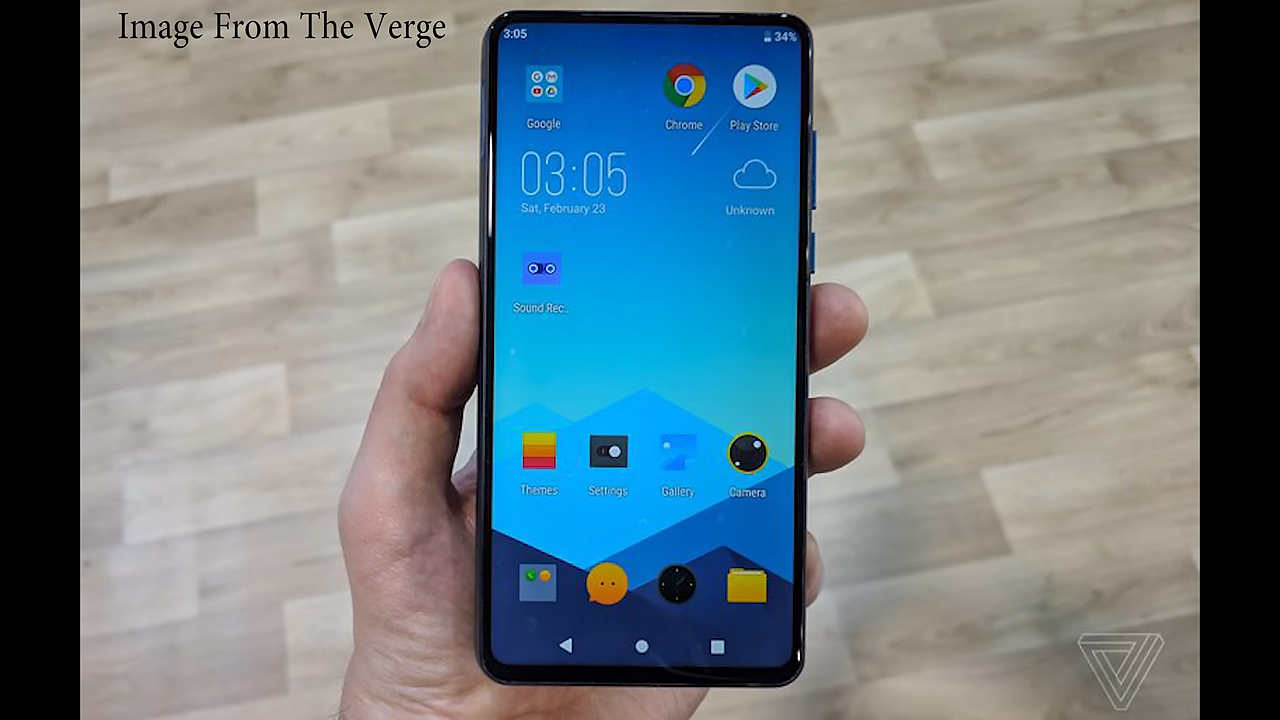 Image From The Verge
3:05
34%
Google
Chrome
Play Store
03:05
Sat, February 23
Unknown
Sound Rec..
Themes
Settings
Gallery
Camera